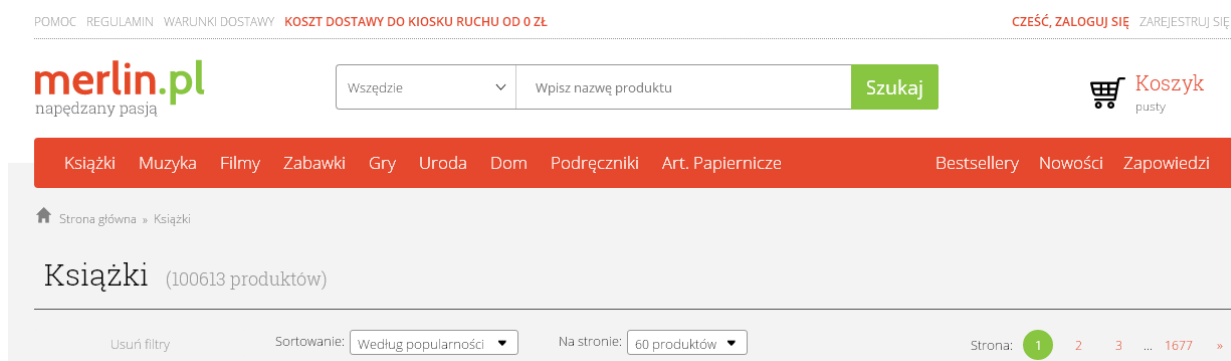 POMOC REGULAMIN WARUNKI DOSTAWY KOSZT DOSTAWY DO KIOSKU RUCHU OD 0 ZŁ CZEŚĆ, ZALOGUJ SIĘ ZAREJESTRUJ SIĘ
merlin.pl
napędzany pasją
Wszędzie Wpisz nazwę produktu Szukaj
Koszyk
pusty
Książki Muzyka Filmy Zabawki Gry Uroda Dom Podręczniki Art. Papiernicze Bestsellery Nowości Zapowiedzi
Strona główna » Książki
Książki (100613 produktów)
Usuń filtry Sortowanie: Według popularności Na stronie: 60 produktów Strona: 1 2 3 ... 1677 »